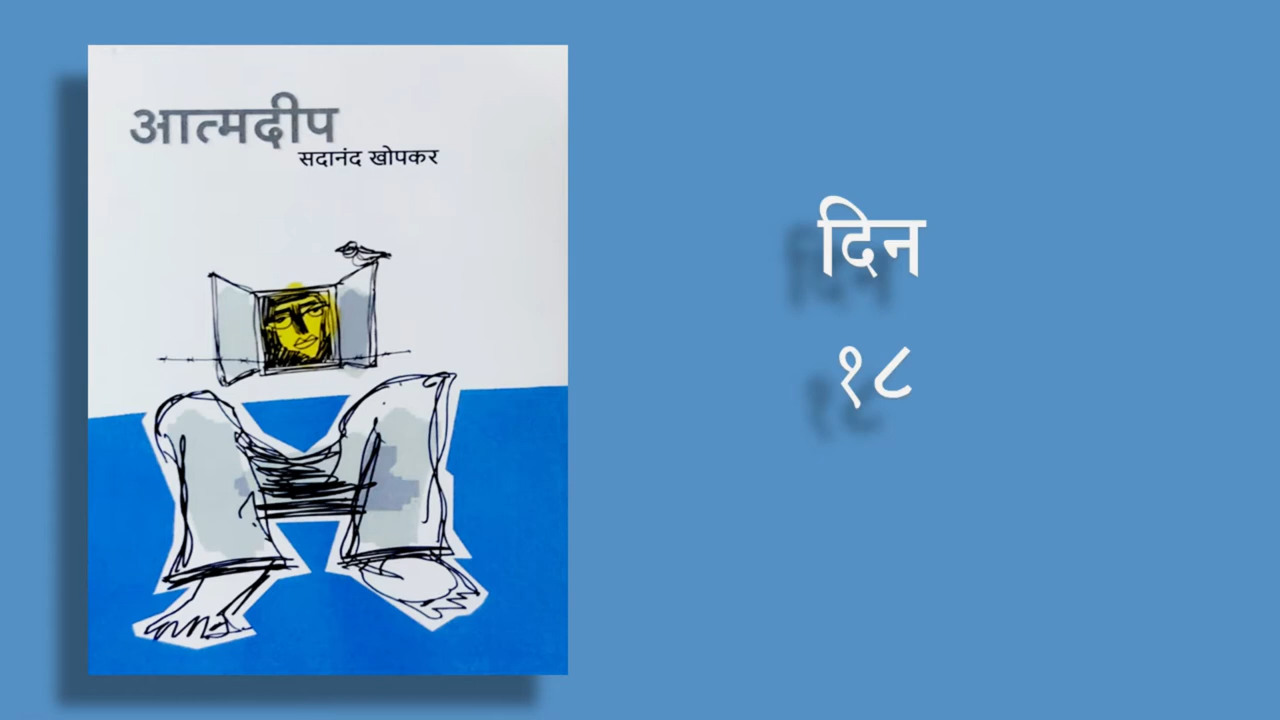 आत्मदीप
सदानंद खोपकर
दिन
१८